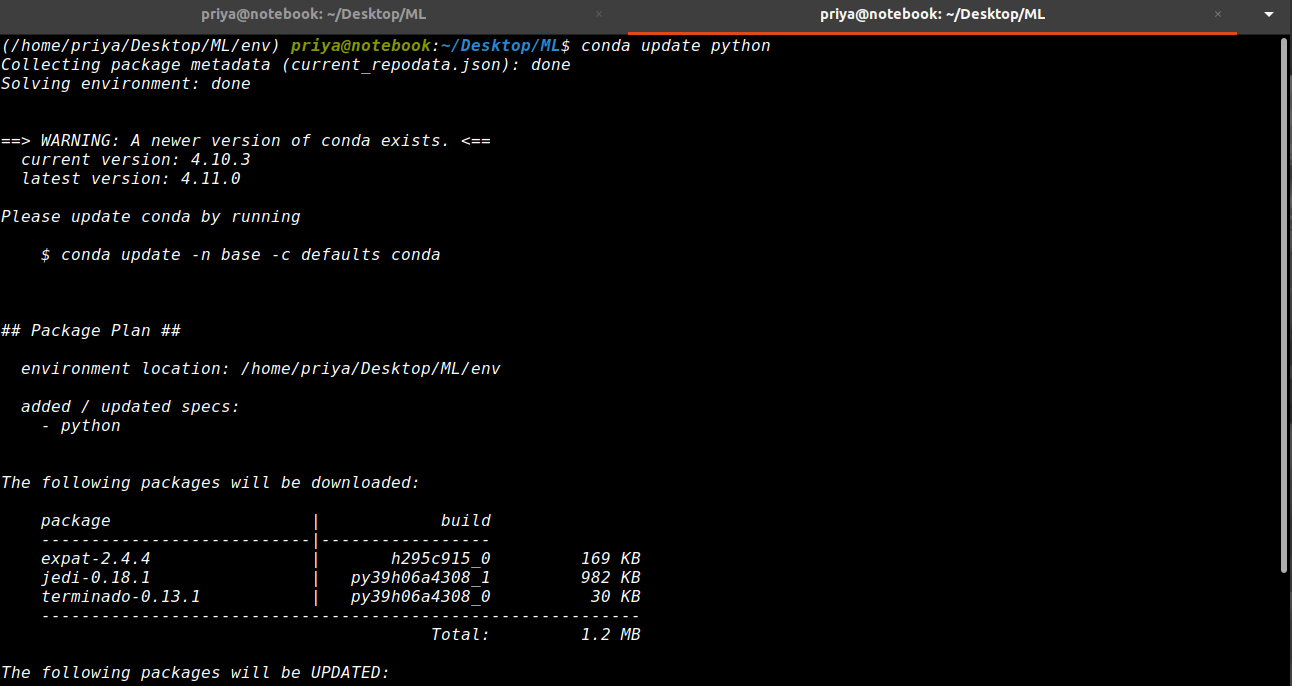 priya@notebook: ~/Desktop/ML × priya@notebook: ~/Desktop/ML ×
(/home/priya/Desktop/ML/env) priya@notebook:~/Desktop/ML$ conda update python
Collecting package metadata (current_repodata.json): done
Solving environment: done
==> WARNING: A newer version of conda exists. <==
  current version: 4.10.3
  latest version: 4.11.0
Please update conda by running
    $ conda update -n base -c defaults conda
## Package Plan ##
  environment location: /home/priya/Desktop/ML/env
  added / updated specs:
    - python
The following packages will be downloaded:
    package                    |            build
    ---------------------------|-----------------
    expat-2.4.4                |       h295c915_0         169 KB
    jedi-0.18.1                |   py39h06a4308_1         982 KB
    terminado-0.13.1           |   py39h06a4308_0          30 KB
    ------------------------------------------------------------
                                           Total:         1.2 MB
The following packages will be UPDATED: